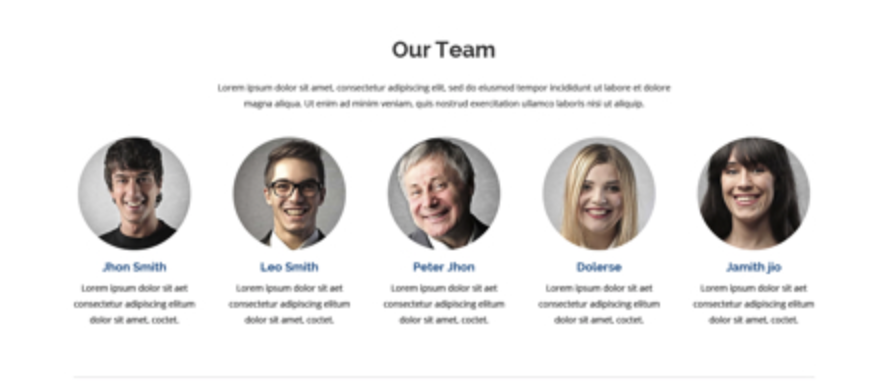 Our Team
Lorem ipsum dolor sit amet, consectetur adipiscing elit, sed do eiusmod tempor incididunt ut labore et dolore
magna aliqua. Ut enim ad minim veniam, quis nostrud exercitation ullamco laboris nisi ut aliquip.
Jhon Smith
Lorem ipsum dolor sit aet
consectetur adipiscing elitum
dolor sit amet, coctet.
Leo Smith
Lorem ipsum dolor sit aet
consectetur adipiscing elitum
dolor sit amet, coctet.
Peter Jhon
Lorem ipsum dolor sit aet
consectetur adipiscing elitum
dolor sit amet, coctet.
Dolerse
Lorem ipsum dolor sit aet
consectetur adipiscing elitum
dolor sit amet, coctet.
Jamith jio
Lorem ipsum dolor sit aet
consectetur adipiscing elitum
dolor sit amet, coctet.